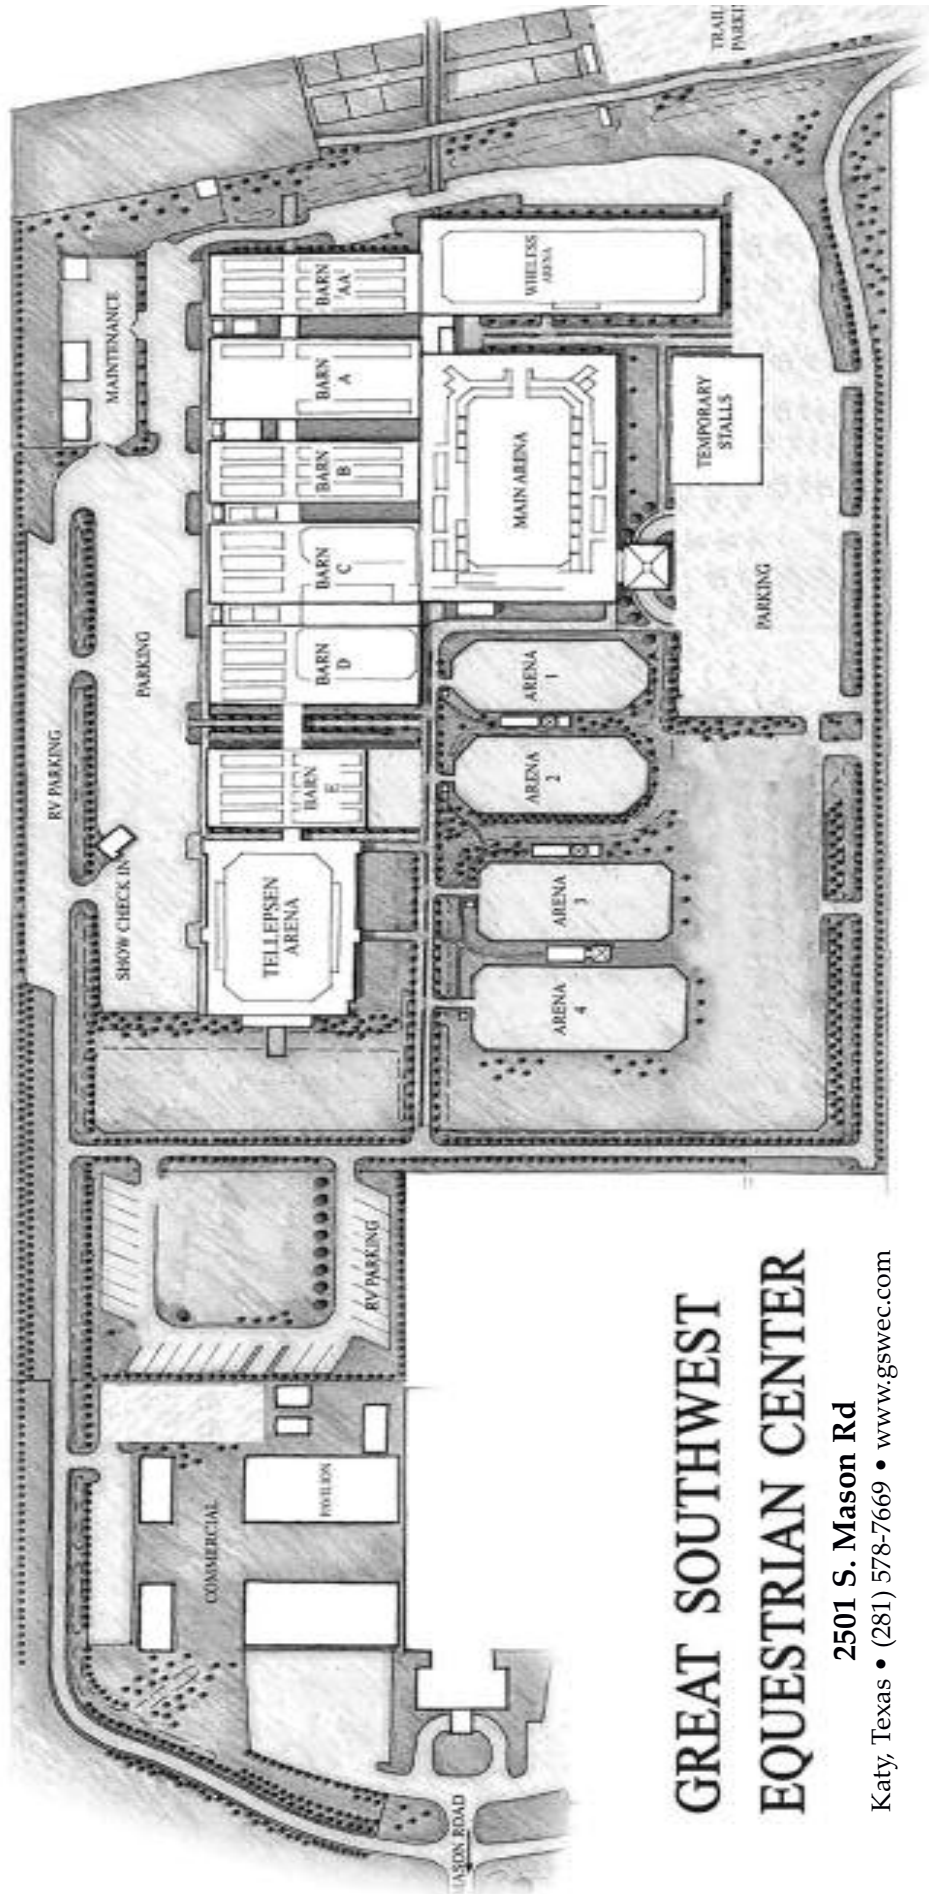 TRAIL
PARKI
MAINTENANCE
BARN
AA
WHELESS
ARENA
BARN
A
BARN
B
MAIN ARENA
TEMPORARY
STALLS
BARN
C
BARN
D
PARKING
PARKING
ARENA
1
RV PARKING
BARN
E
ARENA
2
SHOW CHECK IN
TELLEPSEN
ARENA
ARENA
3
ARENA
4
RV PARKING
COMMERCIAL
PAVILION
MASON ROAD
GREAT SOUTHWEST
EQUESTRIAN CENTER
2501 S. Mason Rd
Katy, Texas • (281) 578-7669 • www.gswec.com